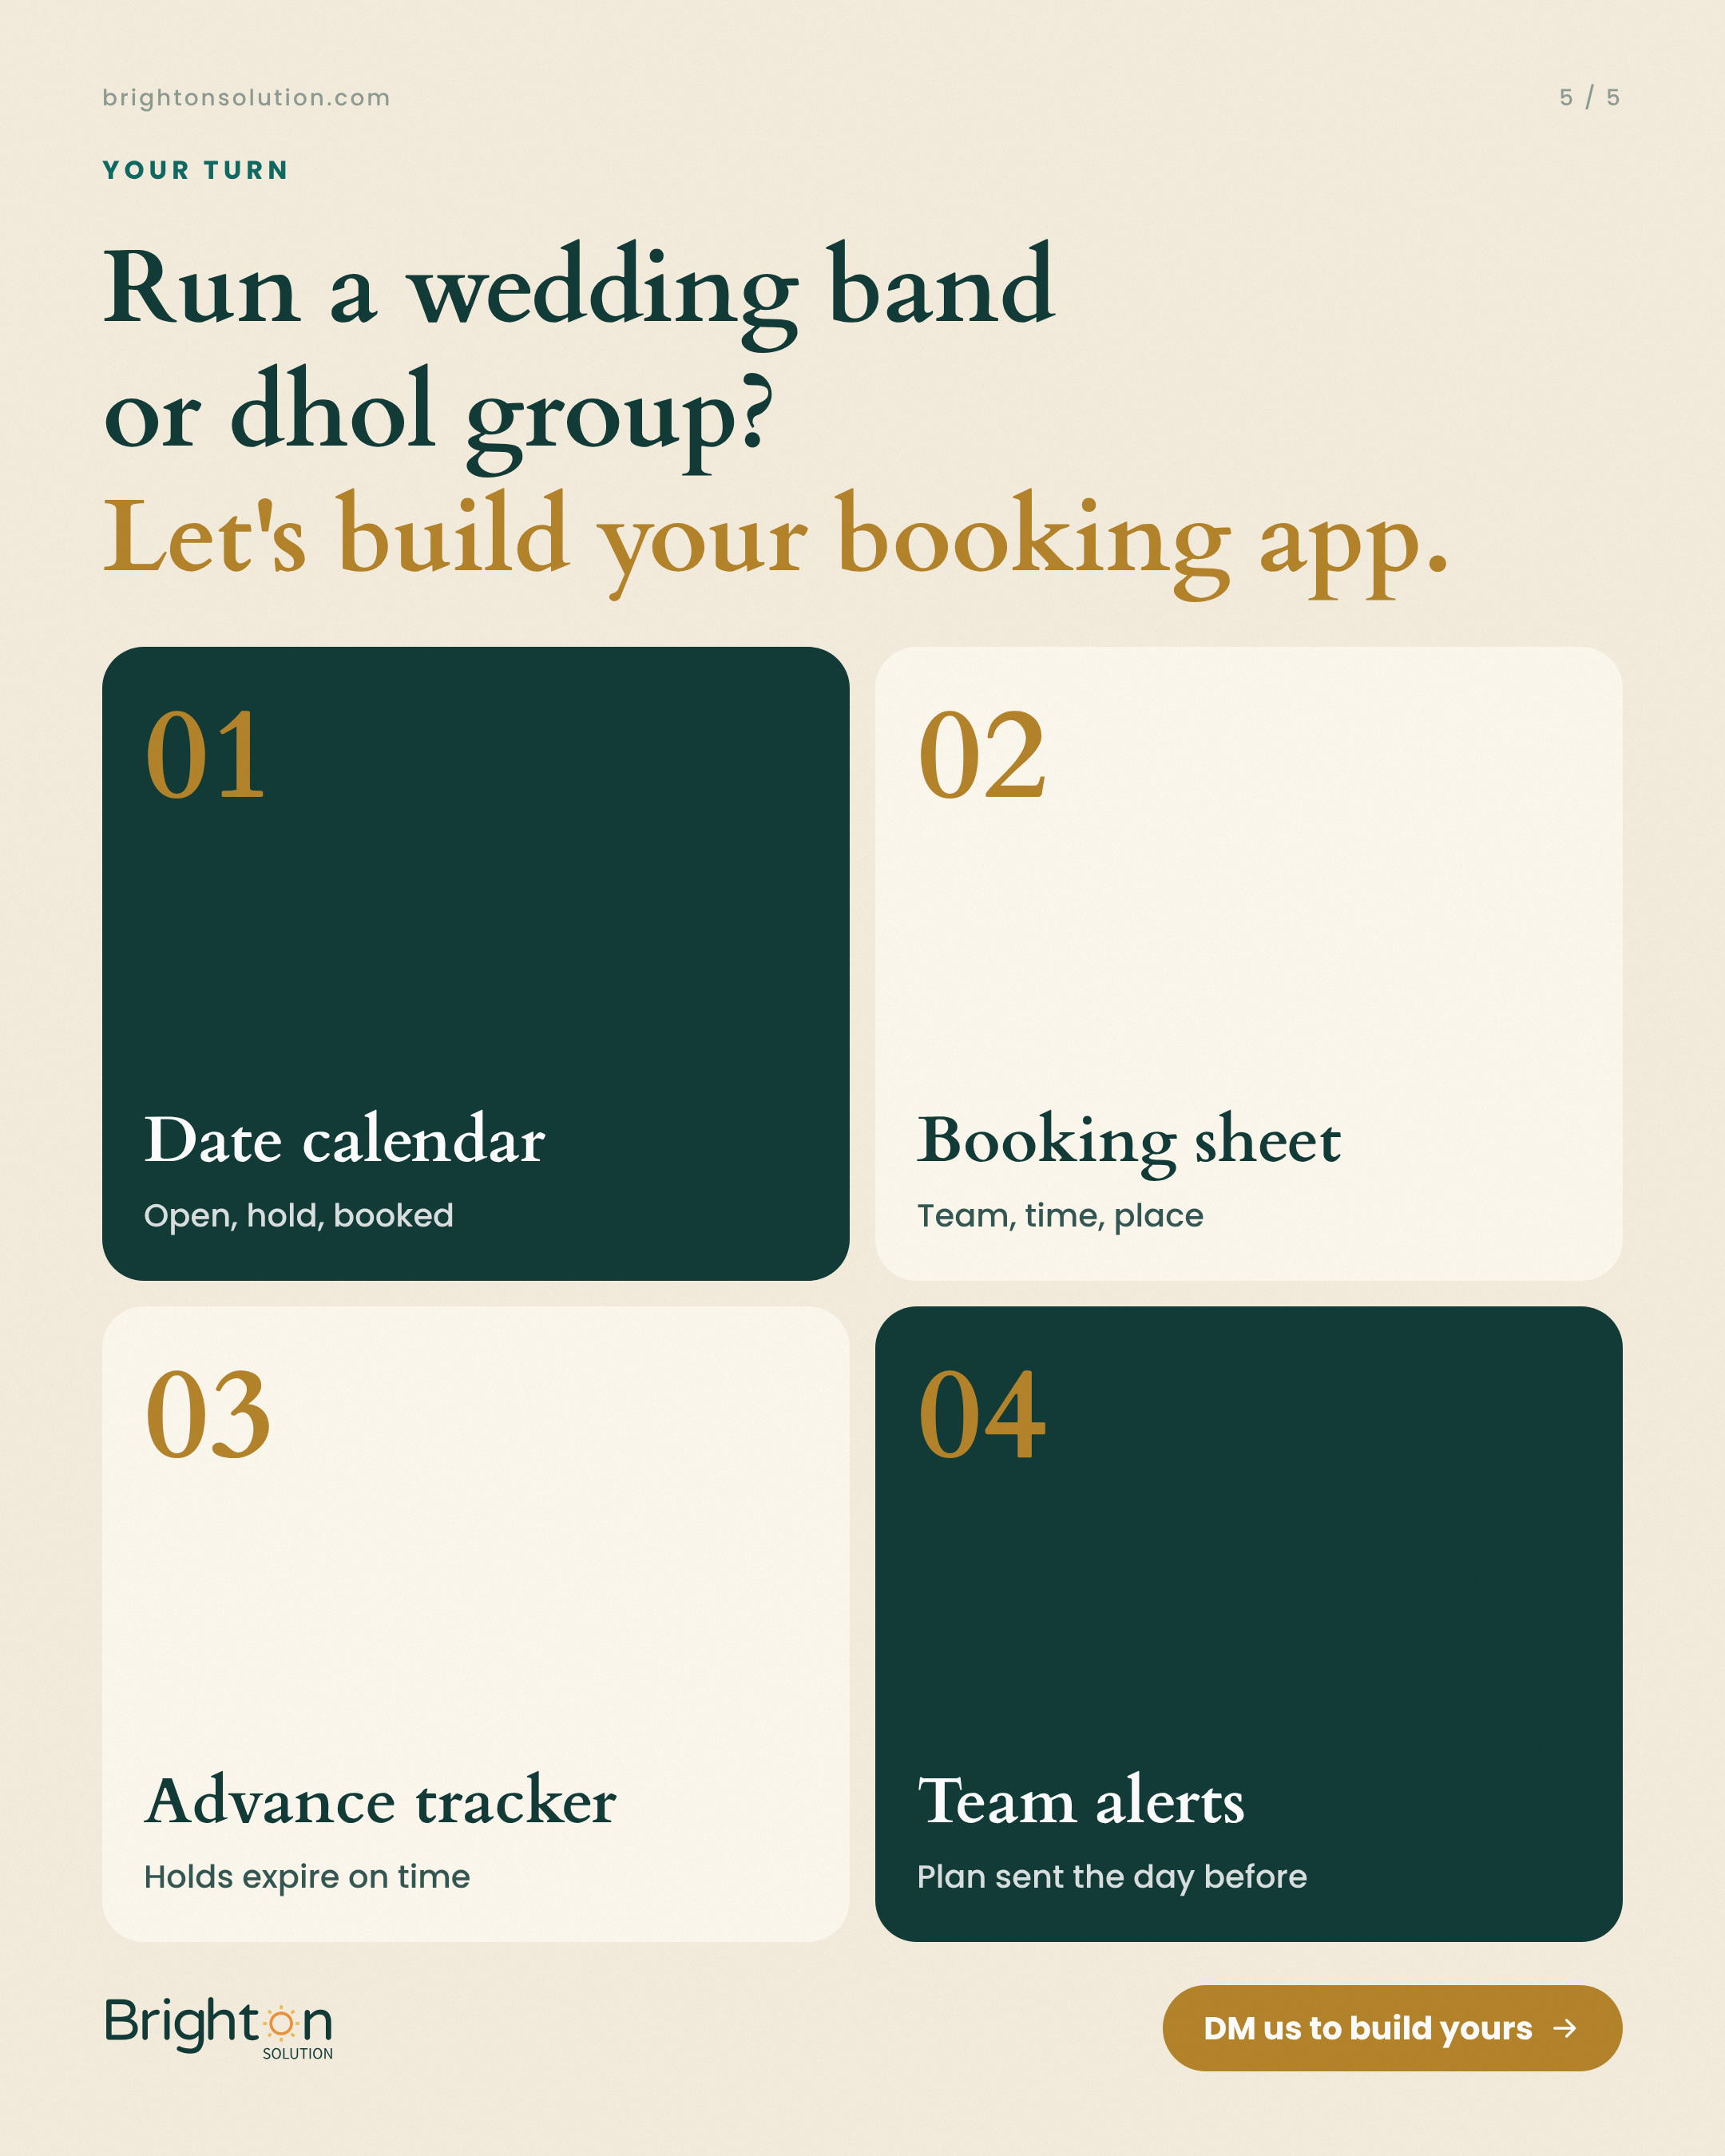 brightonsolution.com
5 / 5
YOUR TURN
Run a wedding band
or dhol group?
Let's build your booking app.
01
Date calendar
Open, hold, booked
02
Booking sheet
Team, time, place
03
Advance tracker
Holds expire on time
04
Team alerts
Plan sent the day before
Brighton
SOLUTION
DM us to build yours →